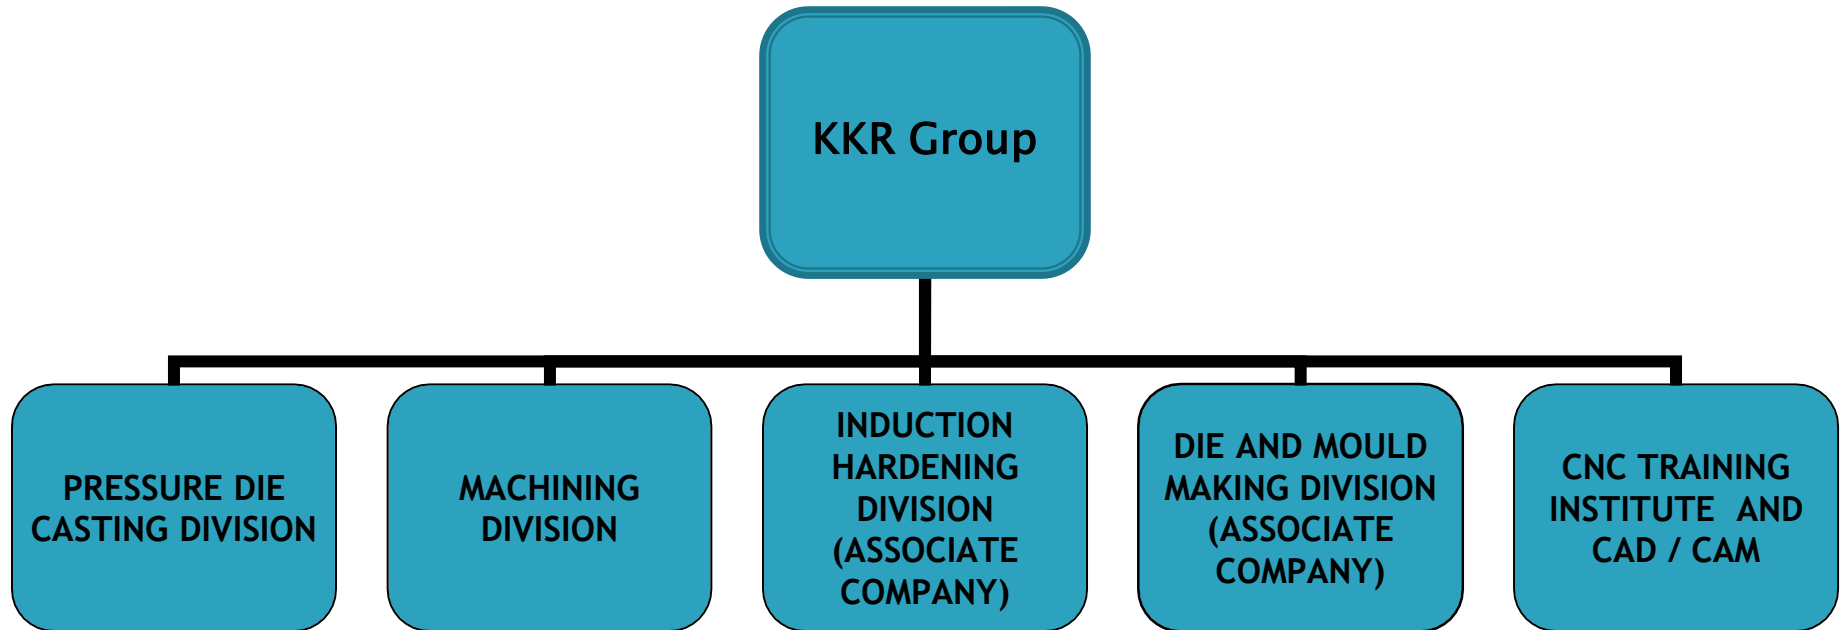 KKR Group
PRESSURE DIE
CASTING DIVISION
MACHINING
DIVISION
INDUCTION
HARDENING
DIVISION
(ASSOCIATE
COMPANY)
DIE AND MOULD
MAKING DIVISION
(ASSOCIATE
COMPANY)
CNC TRAINING
INSTITUTE  AND
CAD / CAM